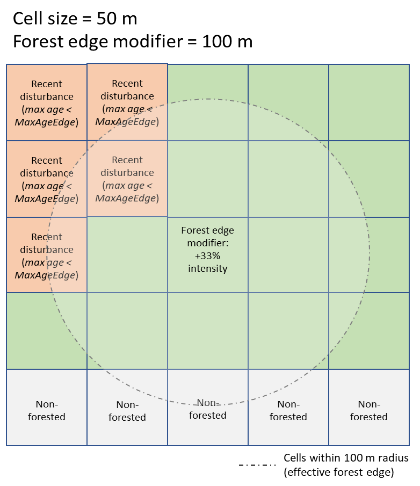 Cell size = 50 m
Forest edge modifier = 100 m
Recent
disturbance
(max age <
MaxAgeEdge)
Recent
disturbance
(max age <
MaxAgeEdge)
Recent
disturbance
(max age <
MaxAgeEdge)
Recent
disturbance
(max age <
MaxAgeEdge)
Recent
disturbance
(max age <
MaxAgeEdge)
Forest edge
modifier:
+33%
intensity
Non-
forested
Non-
forested
Non-
forested
Non-
forested
Non-
forested
Cells within 100 m radius
(effective forest edge)